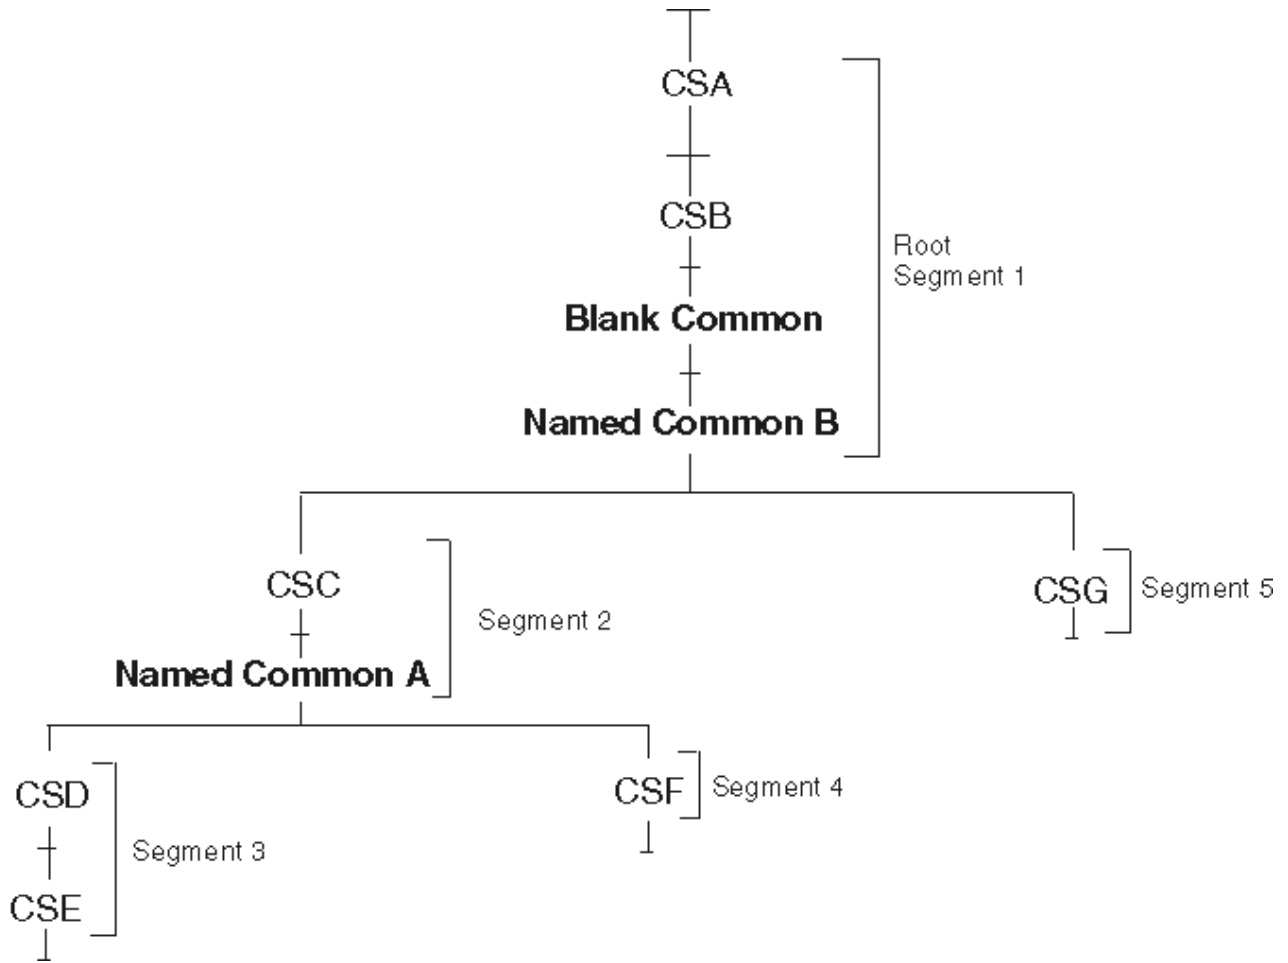 CSA
CSB
Root
Segment 1
Blank Common
Named Common B
CSC
Segment 2
Named Common A
CSG
Segment 5
CSD
Segment 3
CSE
CSF
Segment 4